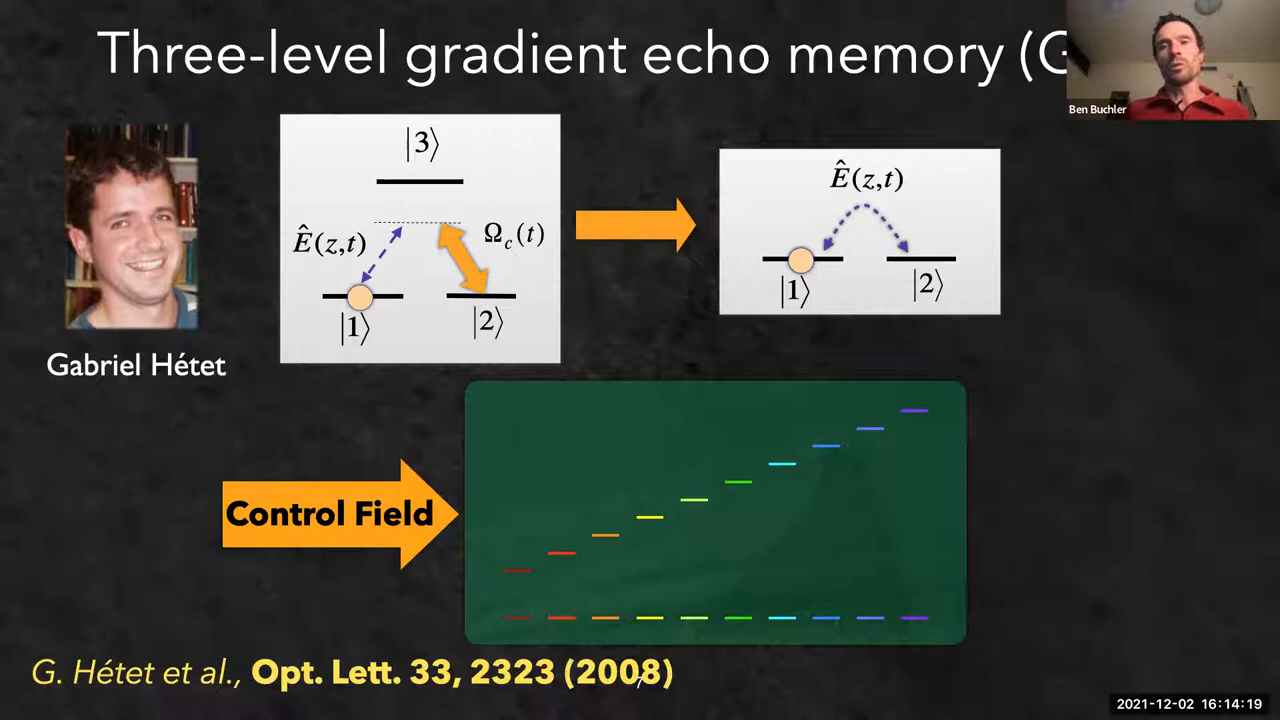 Three-level gradient echo memory (G
Ben Buchler
|3⟩
Ê(z,t)
Ω_c(t)
|1⟩
|2⟩
Ê(z,t)
|1⟩
|2⟩
Gabriel Hétet
Control Field
G. Hétet et al., Opt. Lett. 33, 2323 (2008)
2021-12-02 16:14:19